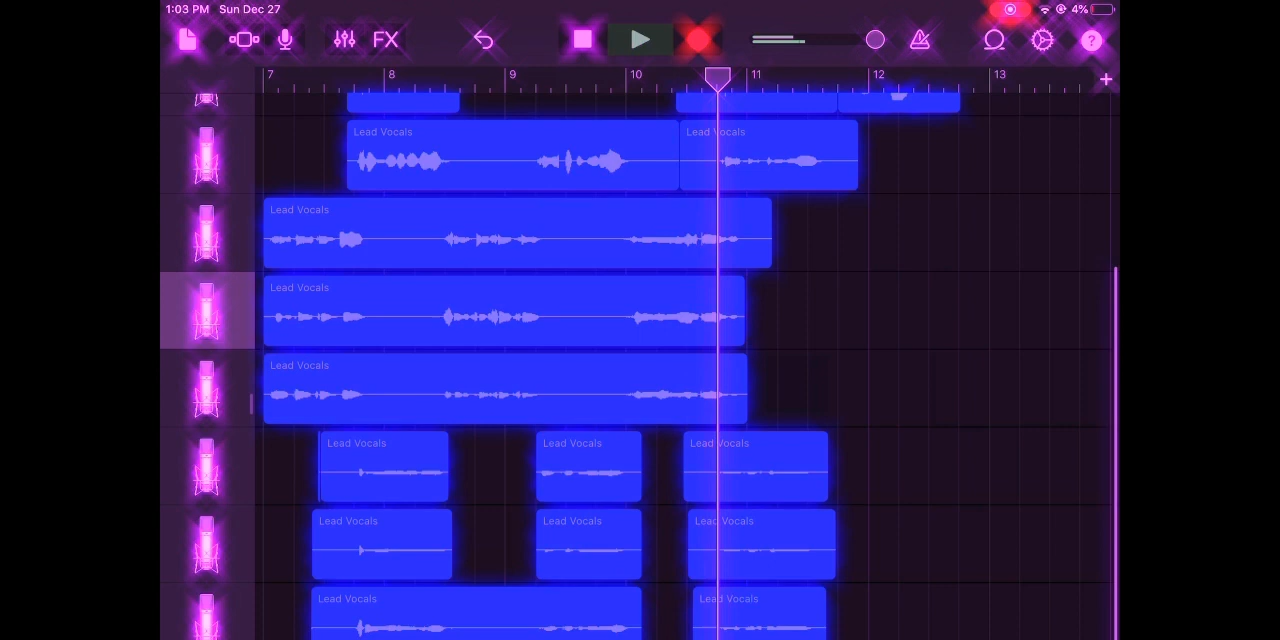 1:03 PM Sun Dec 27
4%
FX
?
7 8 9 10 11 12 13
+
Lead Vocals Lead Vocals
Lead Vocals
Lead Vocals
Lead Vocals
Lead Vocals Lead Vocals Lead Vocals
Lead Vocals Lead Vocals Lead Vocals
Lead Vocals Lead Vocals